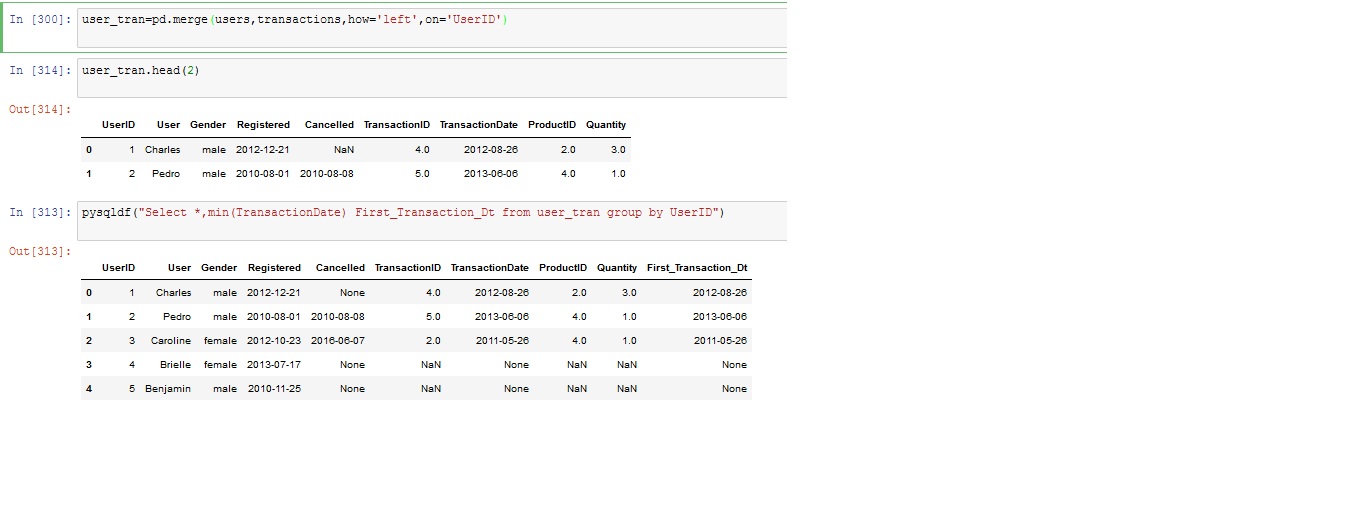 In [300]: user_tran=pd.merge(users,transactions,how='left',on='UserID')
In [314]: user_tran.head(2)
Out[314]:
UserID User Gender Registered Cancelled TransactionID TransactionDate ProductID Quantity
0 1 Charles male 2012-12-21 NaN 4.0 2012-08-26 2.0 3.0
1 2 Pedro male 2010-08-01 2010-08-08 5.0 2013-06-06 4.0 1.0
In [313]: pysqldf("Select *,min(TransactionDate) First_Transaction_Dt from user_tran group by UserID")
Out[313]:
UserID User Gender Registered Cancelled TransactionID TransactionDate ProductID Quantity First_Transaction_Dt
0 1 Charles male 2012-12-21 None 4.0 2012-08-26 2.0 3.0 2012-08-26
1 2 Pedro male 2010-08-01 2010-08-08 5.0 2013-06-06 4.0 1.0 2013-06-06
2 3 Caroline female 2012-10-23 2016-06-07 2.0 2011-05-26 4.0 1.0 2011-05-26
3 4 Brielle female 2013-07-17 None NaN None NaN NaN None
4 5 Benjamin male 2010-11-25 None NaN None NaN NaN None